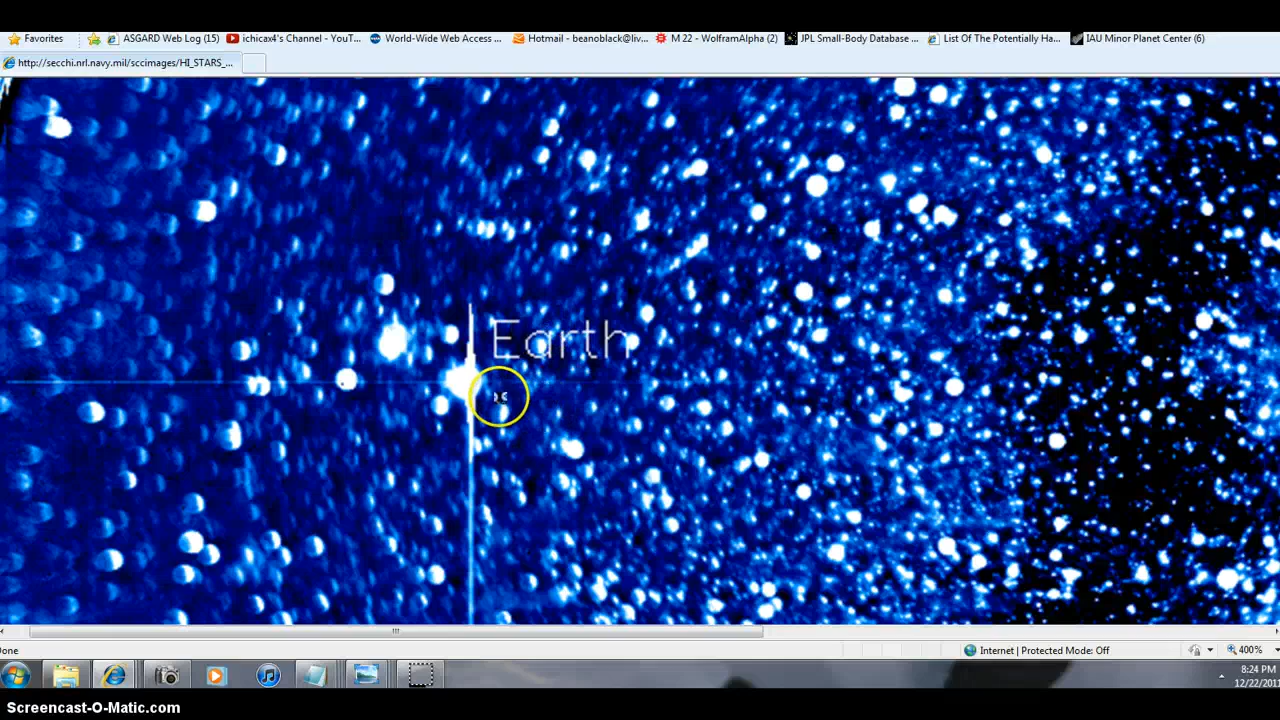 Favorites
ASGARD Web Log (15)
ichicax4's Channel - YouT...
World-Wide Web Access ...
Hotmail - beanoblack@liv...
M 22 - WolframAlpha (2)
JPL Small-Body Database ...
List Of The Potentially Ha...
IAU Minor Planet Center (6)
http://secchi.nrl.navy.mil/sccimages/HI_STARS_...
Earth
Done
Internet | Protected Mode: Off
400%
8:24 PM
12/22/2011
Screencast-O-Matic.com